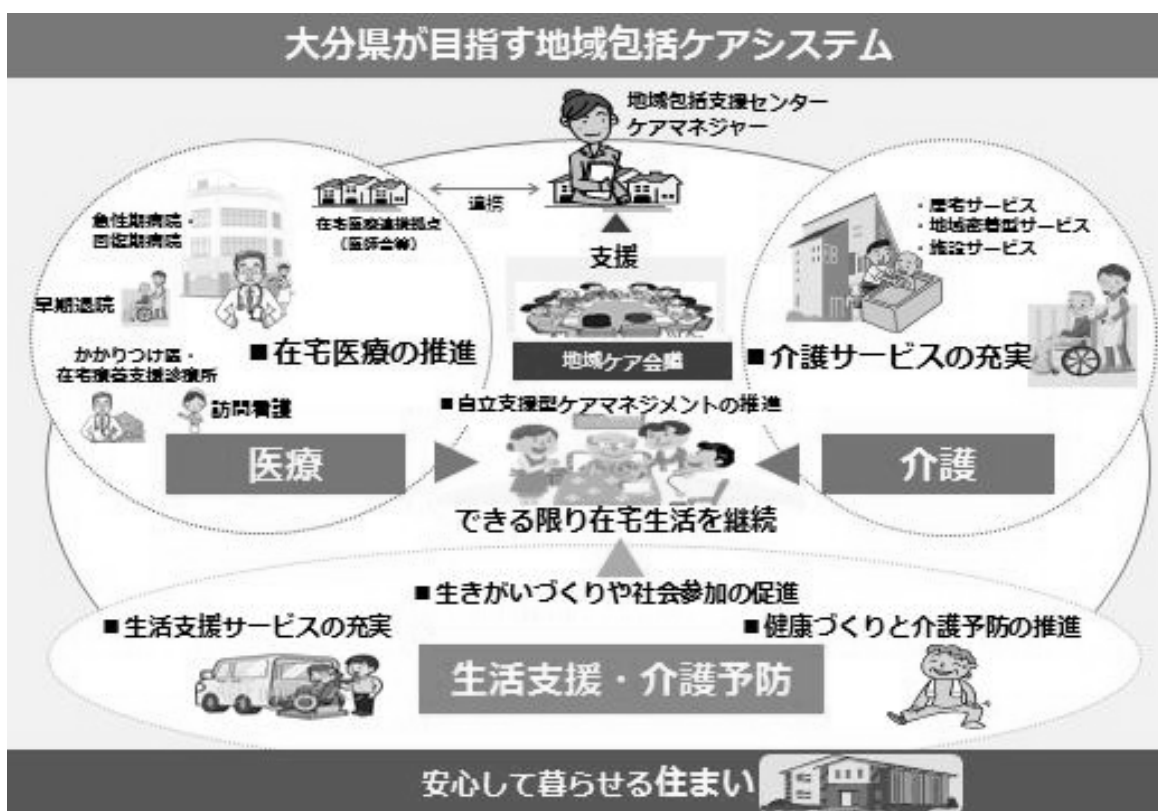 大分県が目指す地域包括ケアシステム
地域包括支援センター
ケアマネジャー
急性期病院・
回復期病院
在宅医療連携拠点
（医師会等）
連携
・居宅サービス
・地域密着型サービス
・施設サービス
支援
早期退院
■在宅医療の推進
地域ケア会議
■介護サービスの充実
かかりつけ医・
在宅療養支援診療所
訪問看護
■自立支援型ケアマネジメントの推進
医療
介護
できる限り在宅生活を継続
■生きがいづくりや社会参加の促進
■生活支援サービスの充実
■健康づくりと介護予防の推進
生活支援・介護予防
安心して暮らせる住まい